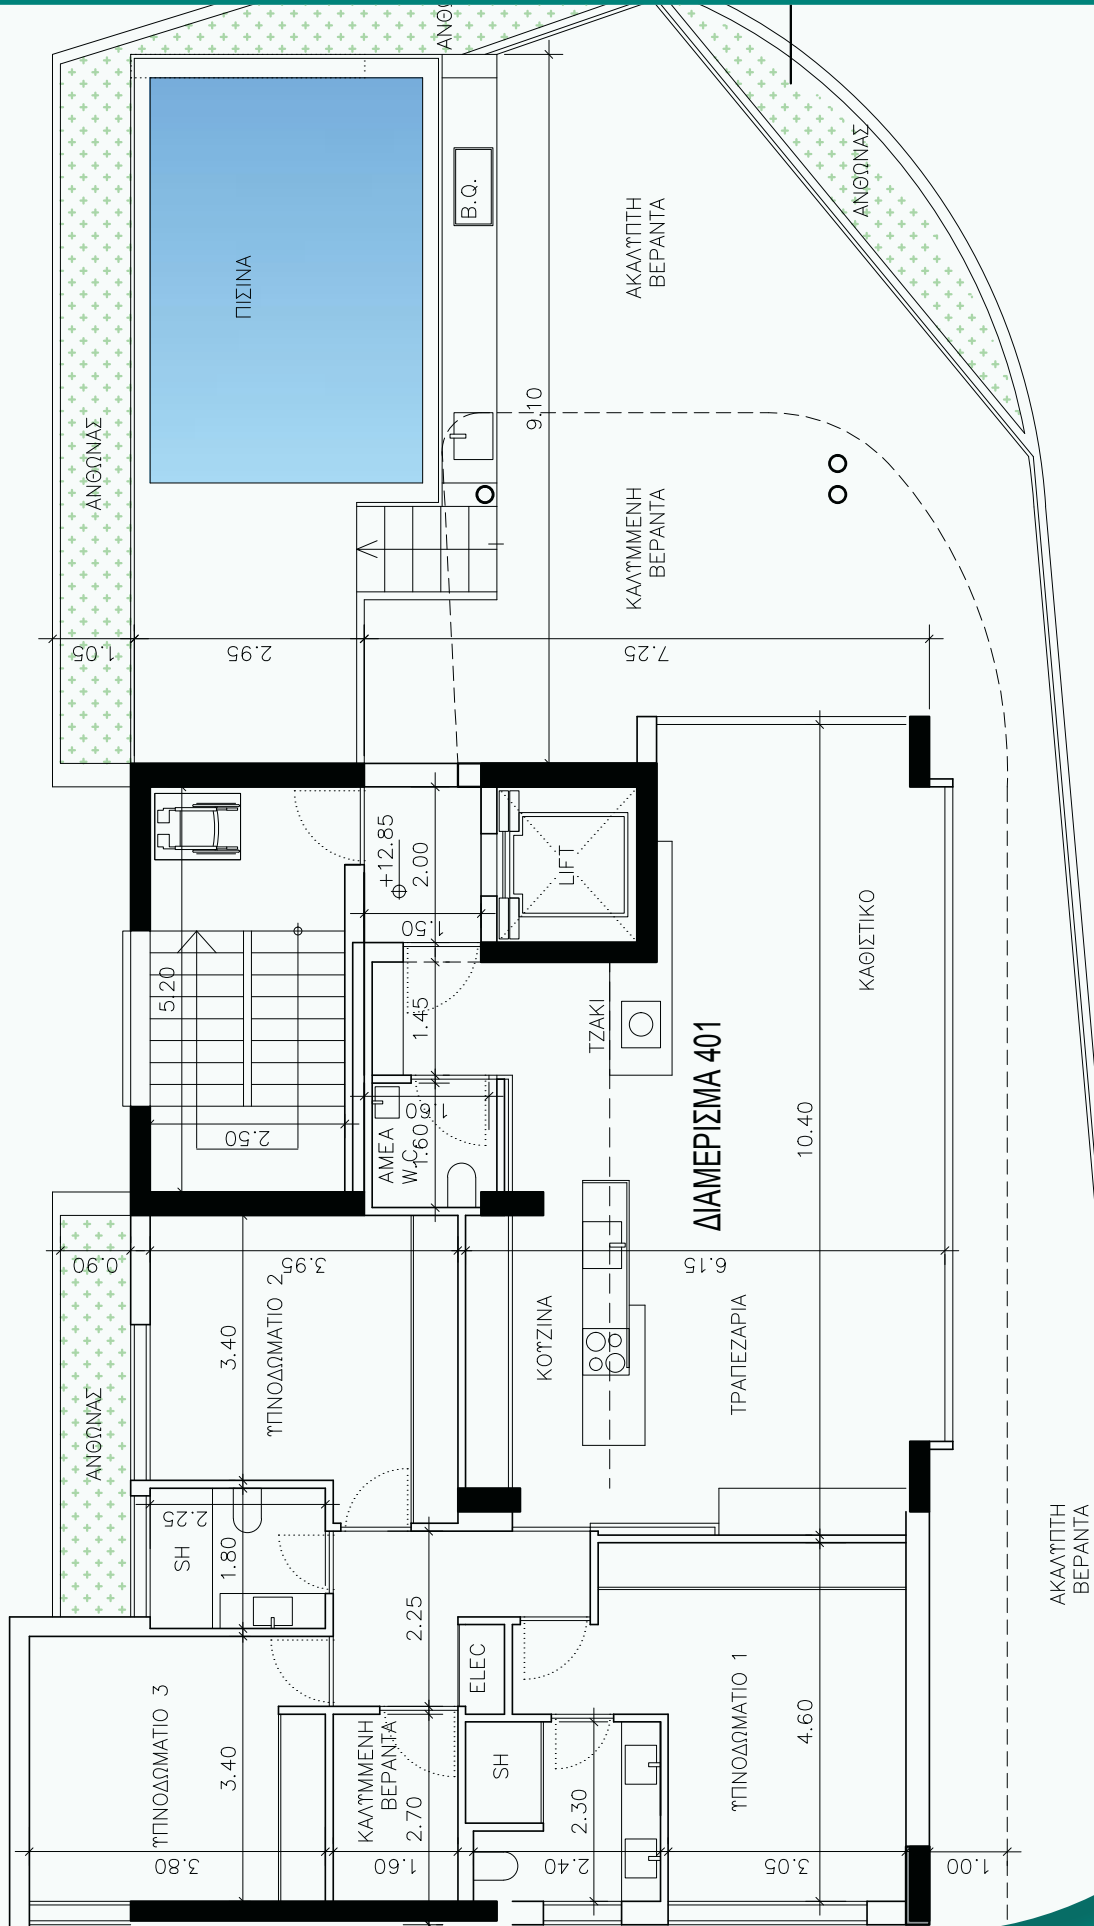 ΑΝΘΩΝΑΣ
ΠΙΣΙΝΑ
B.Q.
ΑΚΑΛΥΠΤΗ
ΒΕΡΑΝΤΑ
ΑΝΘΩΝΑΣ
ΑΝΘΩΝΑΣ
9.10
ΚΑΛΥΜΜΕΝΗ
ΒΕΡΑΝΤΑ
1.05
2.95
7.25
+12.85
2.00
LIFT
1.50
5.20
1.45
ΤΖΑΚΙ
ΚΑΘΙΣΤΙΚΟ
ΔΙΑΜΕΡΙΣΜΑ 401
10.40
2.50
1.60
ΑΜΕΑ
W.C.
1.60
0.90
3.95
6.15
ΥΠΝΟΔΩΜΑΤΙΟ 2
3.40
ΚΟΥΖΙΝΑ
ΤΡΑΠΕΖΑΡΙΑ
ΑΝΘΩΝΑΣ
2.25
SH
1.80
2.25
ELEC
ΑΚΑΛΥΠΤΗ
ΒΕΡΑΝΤΑ
ΥΠΝΟΔΩΜΑΤΙΟ 3
3.40
ΚΑΛΥΜΜΕΝΗ
ΒΕΡΑΝΤΑ
2.70
SH
2.30
ΥΠΝΟΔΩΜΑΤΙΟ 1
4.60
3.80
1.60
2.40
3.05
1.00